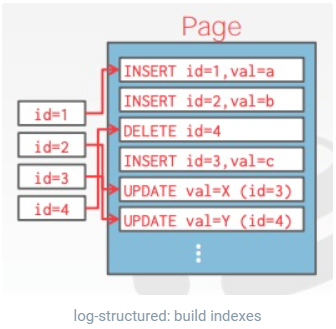 Page
INSERT id=1,val=a
INSERT id=2,val=b
DELETE id=4
INSERT id=3,val=c
UPDATE val=X (id=3)
UPDATE val=Y (id=4)
id=1
id=2
id=3
id=4
log-structured: build indexes